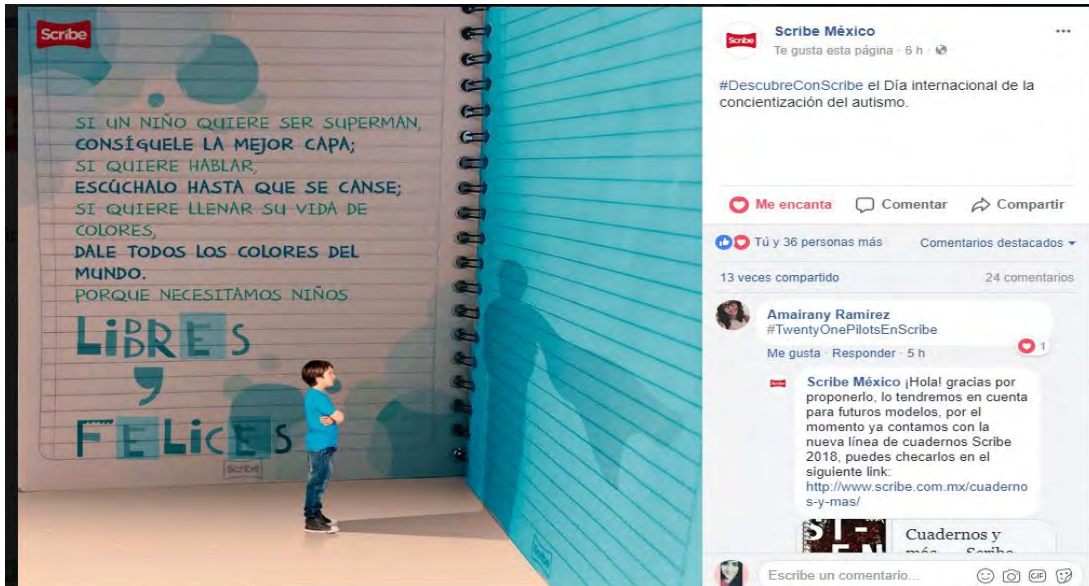 Scribe
SI UN NIÑO QUIERE SER SUPERMAN,
CONSÍGUELE LA MEJOR CAPA;
SI QUIERE HABLAR,
ESCÚCHALO HASTA QUE SE CANSE;
SI QUIERE LLENAR SU VIDA DE
COLORES,
DALE TODOS LOS COLORES DEL
MUNDO.
PORQUE NECESITAMOS NIÑOS
LiBRES
Y
FELiCES
Scribe
Scribe
Scribe
Scribe México
Te gusta esta página · 6 h ·
#DescubreConScribe el Día internacional de la
concientización del autismo.
Me encanta Comentar Compartir
Tú y 36 personas más Comentarios destacados
13 veces compartido 24 comentarios
Amairany Ramírez
#TwentyOnePilotsEnScribe
1
Me gusta · Responder · 5 h
Scribe México ¡Hola! gracias por
proponerlo, lo tendremos en cuenta
para futuros modelos, por el
momento ya contamos con la
nueva línea de cuadernos Scribe
2018, puedes checarlos en el
siguiente link:
http://www.scribe.com.mx/cuaderno
s-y-mas/
Cuadernos y
Escribe un comentario...
GIF